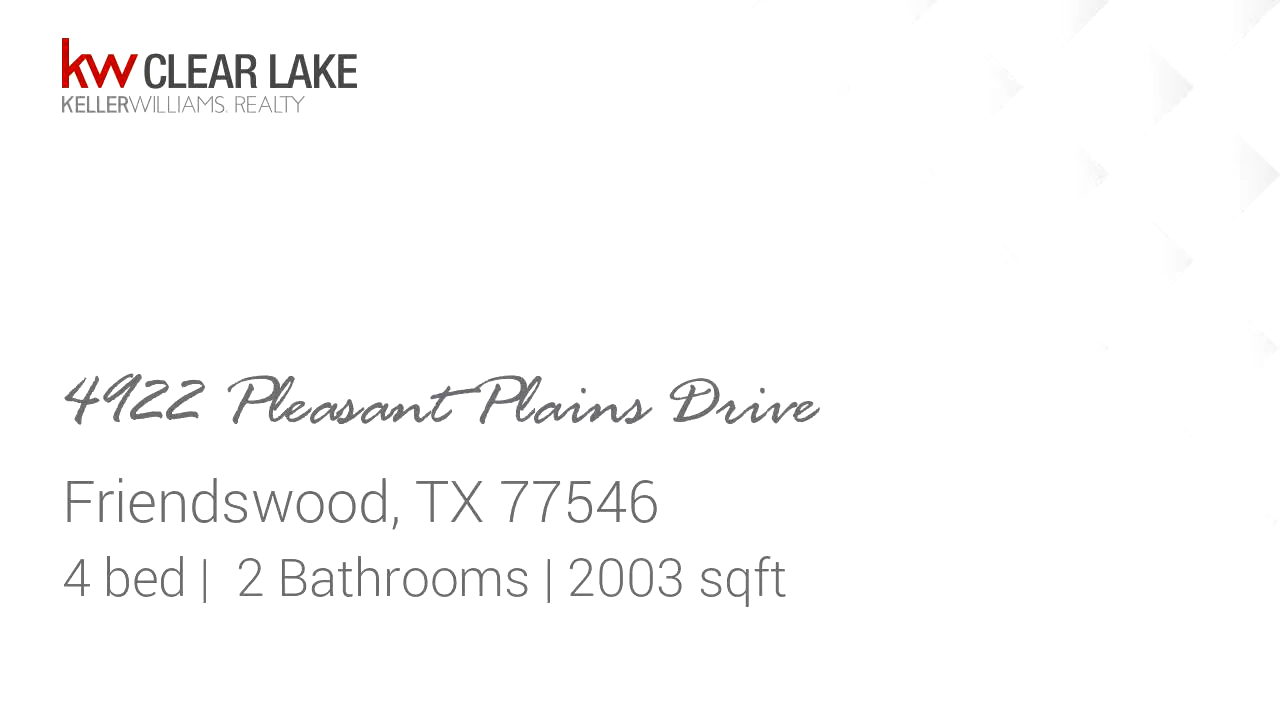 kw CLEAR LAKE
KELLERWILLIAMS. REALTY
4922 Pleasant Plains Drive
Friendswood, TX 77546
4 bed | 2 Bathrooms | 2003 sqft